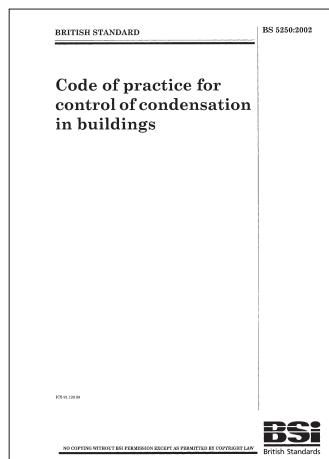 BRITISH STANDARD
BS 5250:2002
Code of practice for
control of condensation
in buildings
NO COPYING WITHOUT BSI PERMISSION EXCEPT AS PERMITTED BY COPYRIGHT LAW
BSi
British Standards